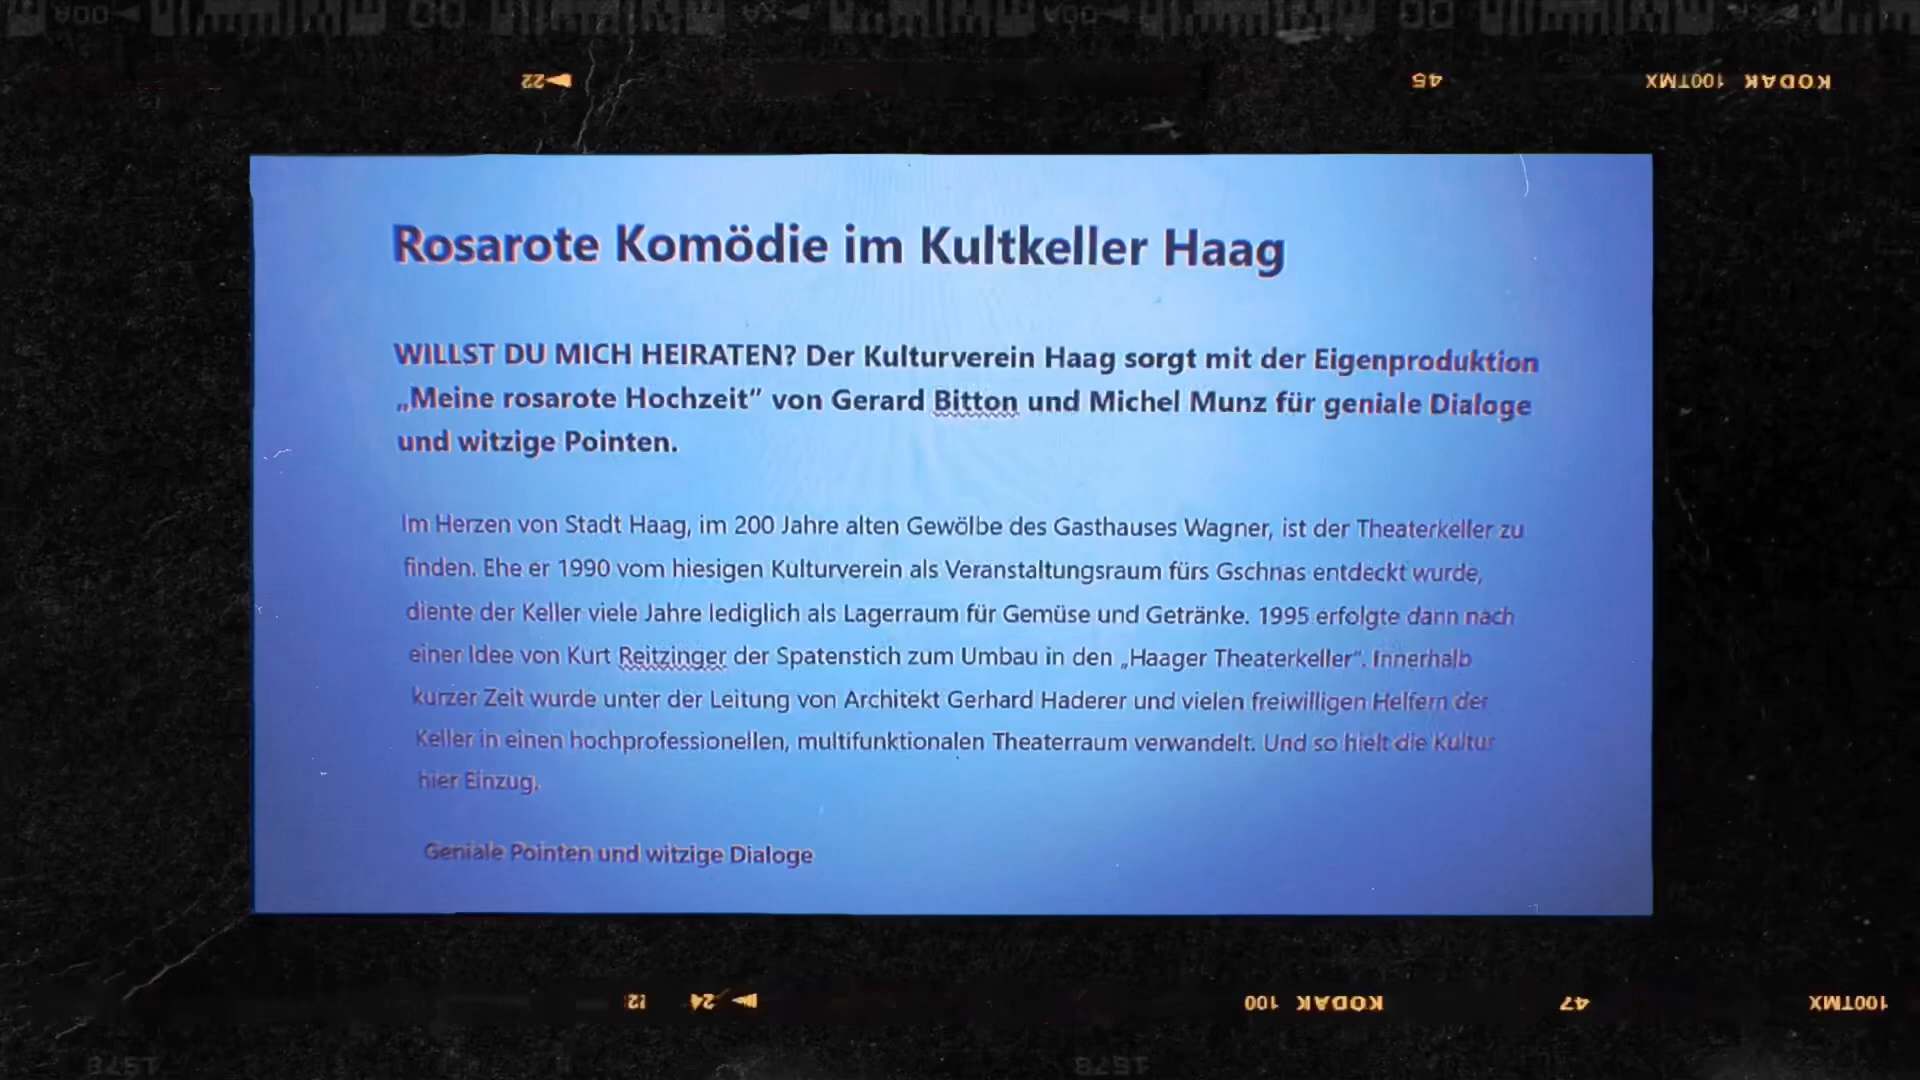 22
45
KODAK 100TMX
Rosarote Komödie im Kultkeller Haag
WILLST DU MICH HEIRATEN? Der Kulturverein Haag sorgt mit der Eigenproduktion
„Meine rosarote Hochzeit“ von Gerard Bitton und Michel Munz für geniale Dialoge
und witzige Pointen.
Im Herzen von Stadt Haag, im 200 Jahre alten Gewölbe des Gasthauses Wagner, ist der Theaterkeller zu
finden. Ehe er 1990 vom hiesigen Kulturverein als Veranstaltungsraum fürs Gschnas entdeckt wurde,
diente der Keller viele Jahre lediglich als Lagerraum für Gemüse und Getränke. 1995 erfolgte dann nach
einer Idee von Kurt Reitzinger der Spatenstich zum Umbau in den „Haager Theaterkeller“. Innerhalb
kurzer Zeit wurde unter der Leitung von Architekt Gerhard Haderer und vielen freiwilligen Helfern der
Keller in einen hochprofessionellen, multifunktionalen Theaterraum verwandelt. Und so hielt die Kultur
hier Einzug.
Geniale Pointen und witzige Dialoge
12
24
KODAK 100
47
100TMX